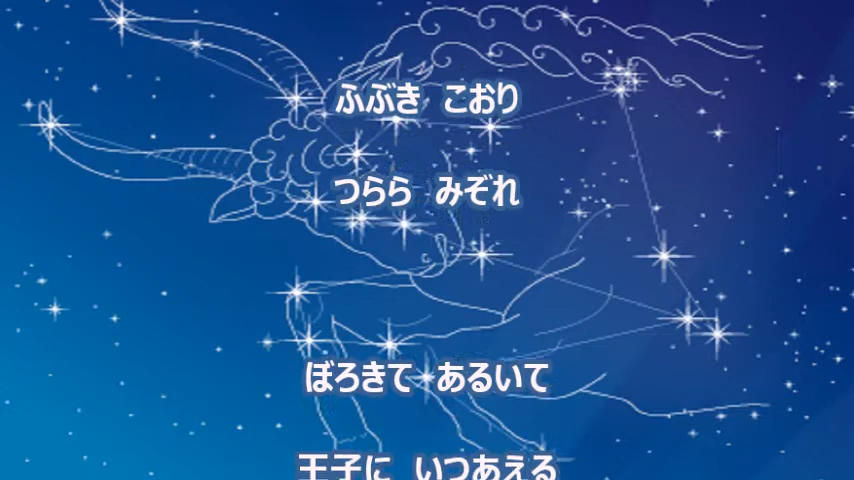 ふぶき　こおり
つらら　みぞれ
ぼろきて　あるいて
王子に　いつあえる